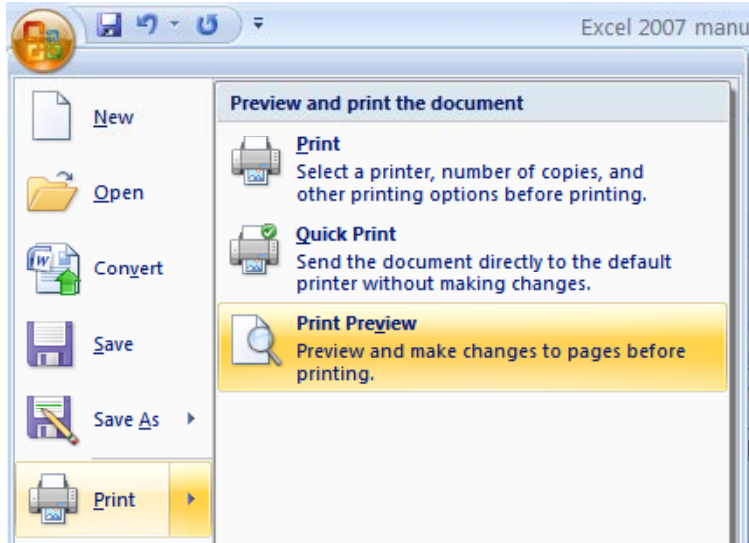 Excel 2007 manu
New
Open
Convert
Save
Save As
Print
Preview and print the document
Print
Select a printer, number of copies, and
other printing options before printing.
Quick Print
Send the document directly to the default
printer without making changes.
Print Preview
Preview and make changes to pages before
printing.